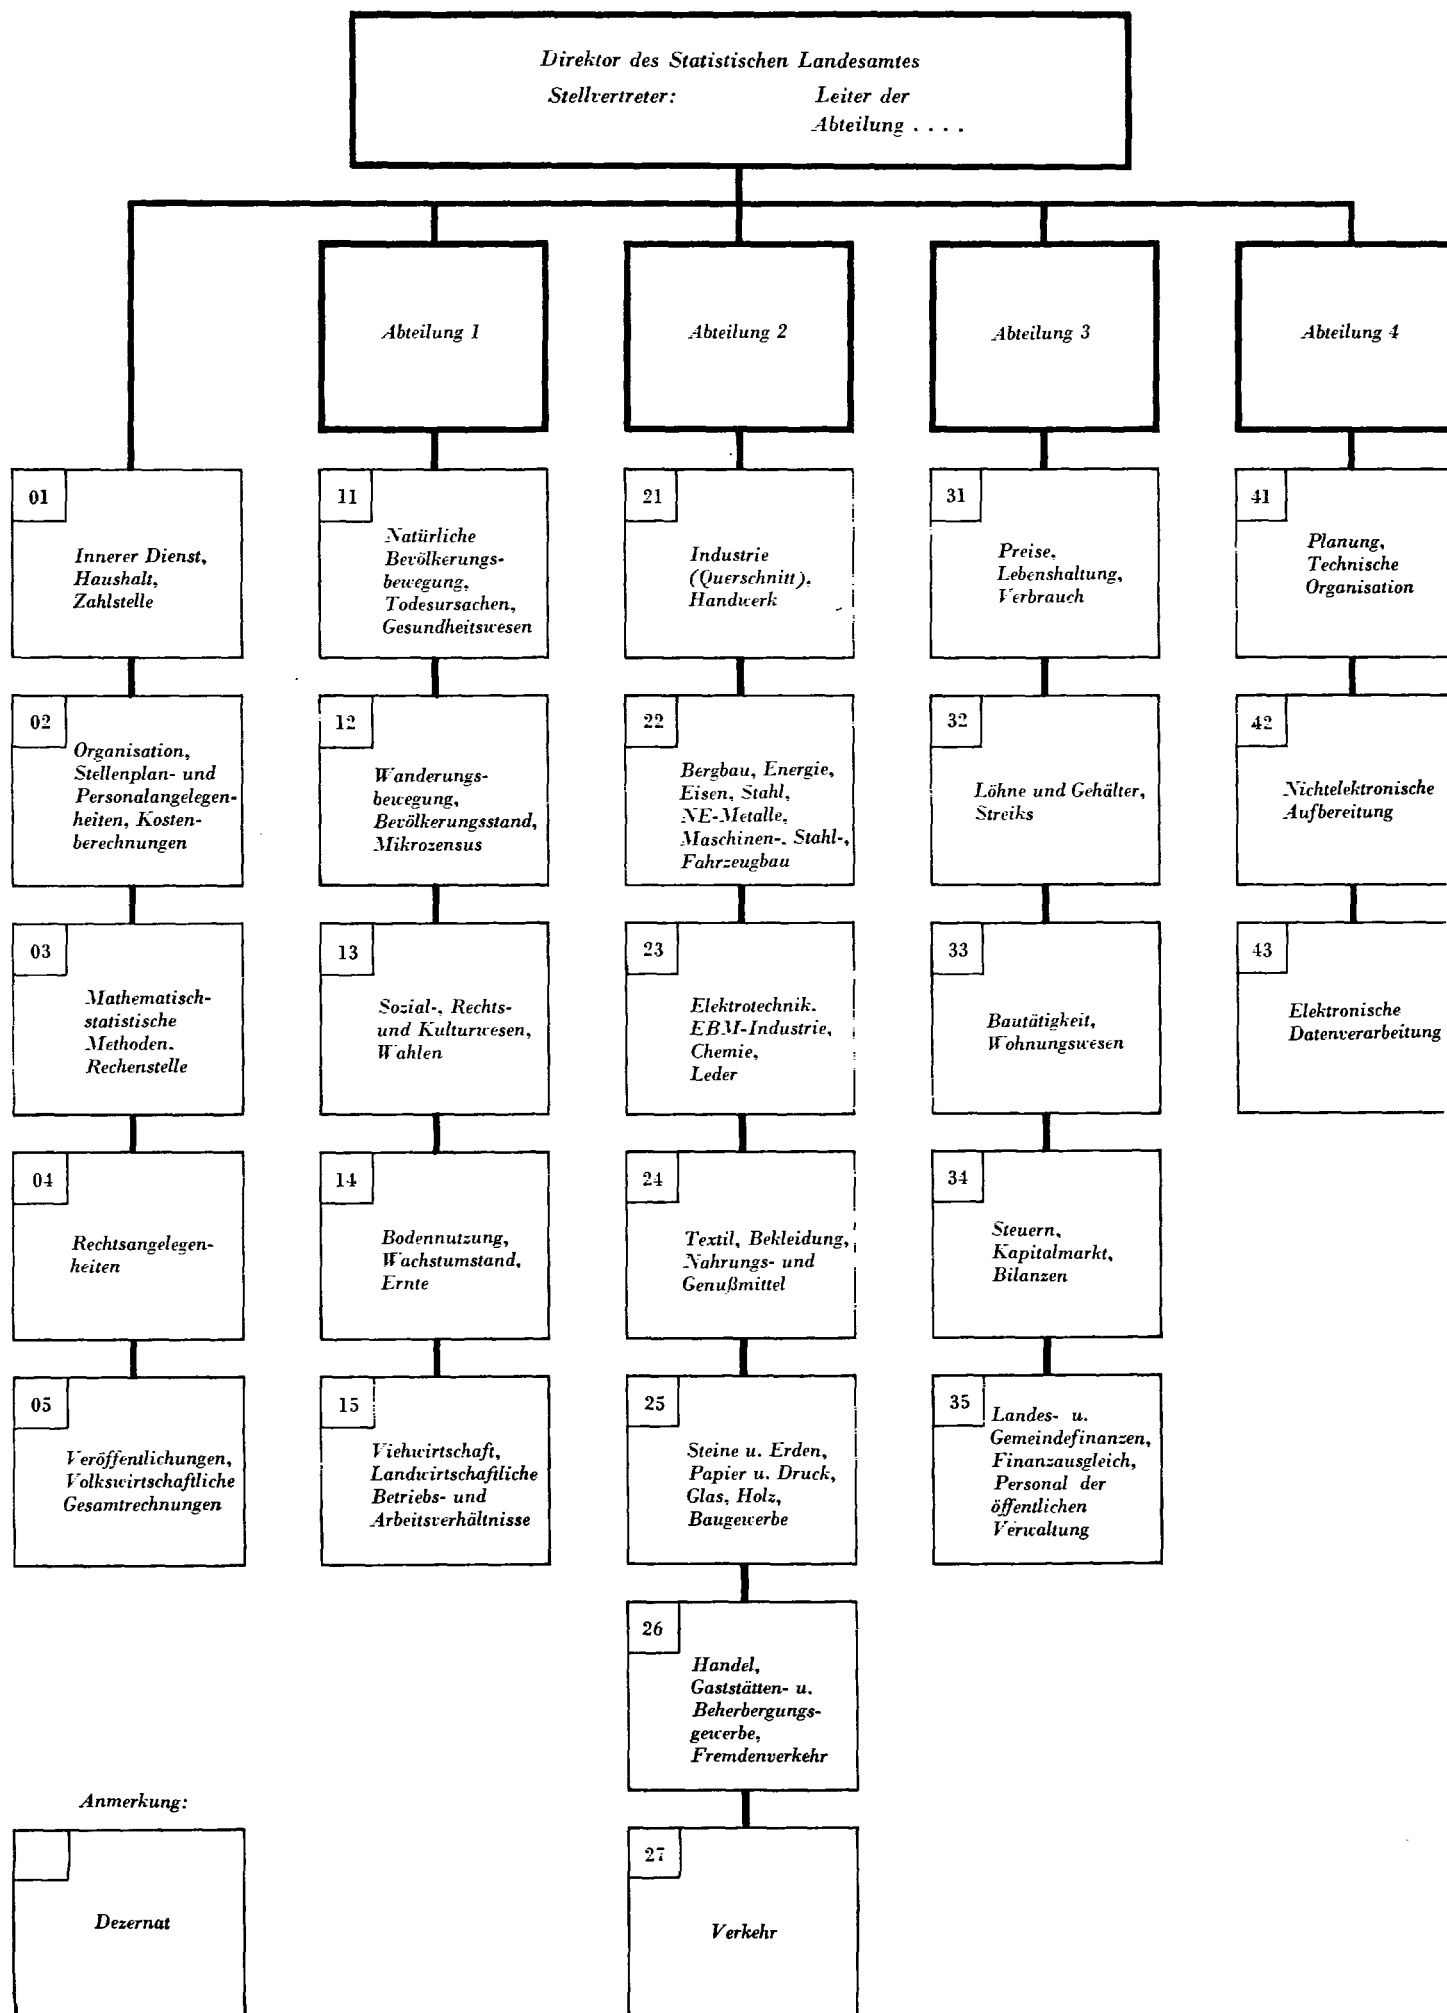 Direktor des Statistischen Landesamtes
Stellvertreter: Leiter der
Abteilung . . . .
Abteilung 1
Abteilung 2
Abteilung 3
Abteilung 4
01
Innerer Dienst,
Haushalt,
Zahlstelle
02
Organisation,
Stellenplan- und
Personalangelegen-
heiten, Kosten-
berechnungen
03
Mathematisch-
statistische
Methoden.
Rechenstelle
04
Rechtsangelegen-
heiten
05
Veröffentlichungen,
Volkswirtschaftliche
Gesamtrechnungen
11
Natürliche
Bevölkerungs-
bewegung,
Todesursachen,
Gesundheitswesen
12
Wanderungs-
bewegung,
Bevölkerungsstand,
Mikrozensus
13
Sozial-, Rechts-
und Kulturwesen,
Wahlen
14
Bodennutzung,
Wachstumstand,
Ernte
15
Viehwirtschaft,
Landwirtschaftliche
Betriebs- und
Arbeitsverhältnisse
21
Industrie
(Querschnitt).
Handwerk
22
Bergbau, Energie,
Eisen, Stahl,
NE-Metalle,
Maschinen-, Stahl-,
Fahrzeugbau
23
Elektrotechnik.
EBM-Industrie,
Chemie,
Leder
24
Textil, Bekleidung,
Nahrungs- und
Genußmittel
25
Steine u. Erden,
Papier u. Druck,
Glas, Holz,
Baugewerbe
26
Handel,
Gaststätten- u.
Beherbergungs-
gewerbe,
Fremdenverkehr
27
Verkehr
31
Preise,
Lebenshaltung,
Verbrauch
32
Löhne und Gehälter,
Streiks
33
Bautätigkeit,
Wohnungswesen
34
Steuern,
Kapitalmarkt,
Bilanzen
35
Landes- u.
Gemeindefinanzen,
Finanzausgleich,
Personal der
öffentlichen
Verwaltung
41
Planung,
Technische
Organisation
42
Nichtelektronische
Aufbereitung
43
Elektronische
Datenverarbeitung
Anmerkung:
Dezernat